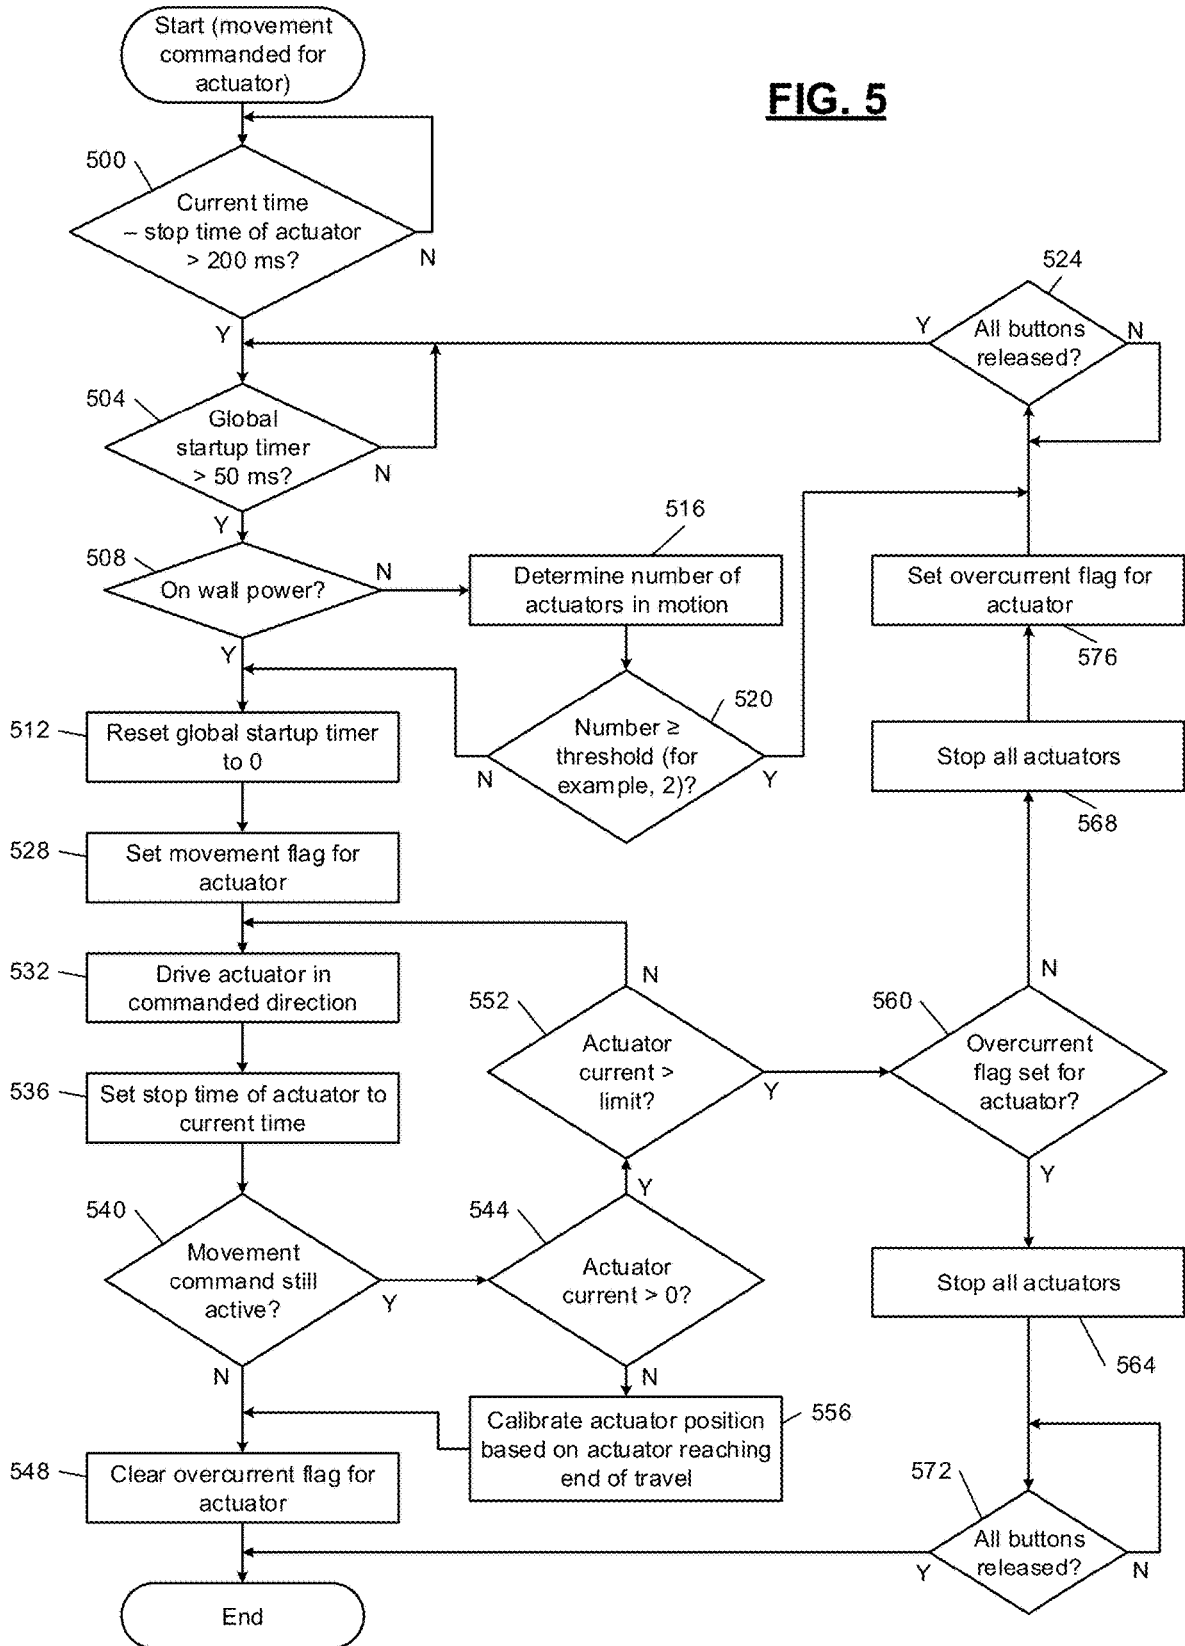 Start (movement
commanded for
actuator)
FIG. 5
500
Current time
– stop time of actuator
> 200 ms?
N
Y
524
All buttons
released?
Y
N
504
Global
startup timer
> 50 ms?
N
Y
508
On wall power?
N
Y
516
Determine number of
actuators in motion
Set overcurrent flag for
actuator
576
512
Reset global startup timer
to 0
520
Number ≥
threshold (for
example, 2)?
N
Y
Stop all actuators
568
528
Set movement flag for
actuator
532
Drive actuator in
commanded direction
552
Actuator
current >
limit?
N
Y
560
Overcurrent
flag set for
actuator?
N
Y
536
Set stop time of actuator to
current time
540
Movement
command still
active?
Y
N
544
Actuator
current > 0?
Y
N
Stop all actuators
564
556
Calibrate actuator position
based on actuator reaching
end of travel
548
Clear overcurrent flag for
actuator
572
All buttons
released?
Y
N
End